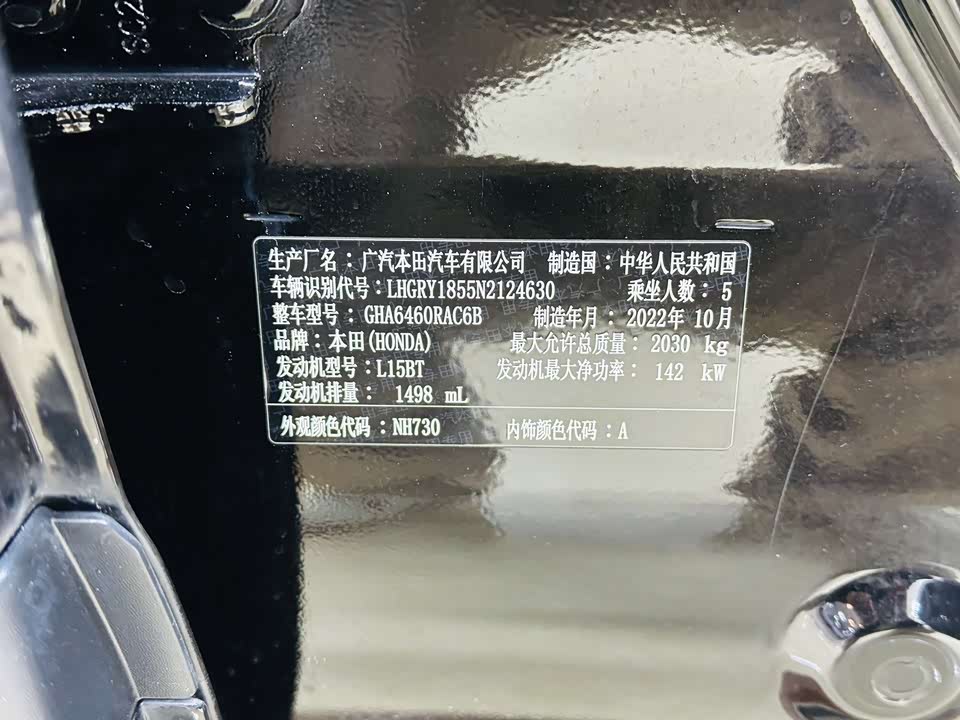 生产厂名：广汽本田汽车有限公司 制造国：中华人民共和国
车辆识别代号：LHGRY1855N2124630 乘坐人数：5
整车型号：GHA6460RAC6B 制造年月：2022年10月
品牌：本田(HONDA) 最大允许总质量：2030 kg
发动机型号：L15BT 发动机最大净功率：142 kW
发动机排量：1498 mL
外观颜色代码：NH730 内饰颜色代码：A